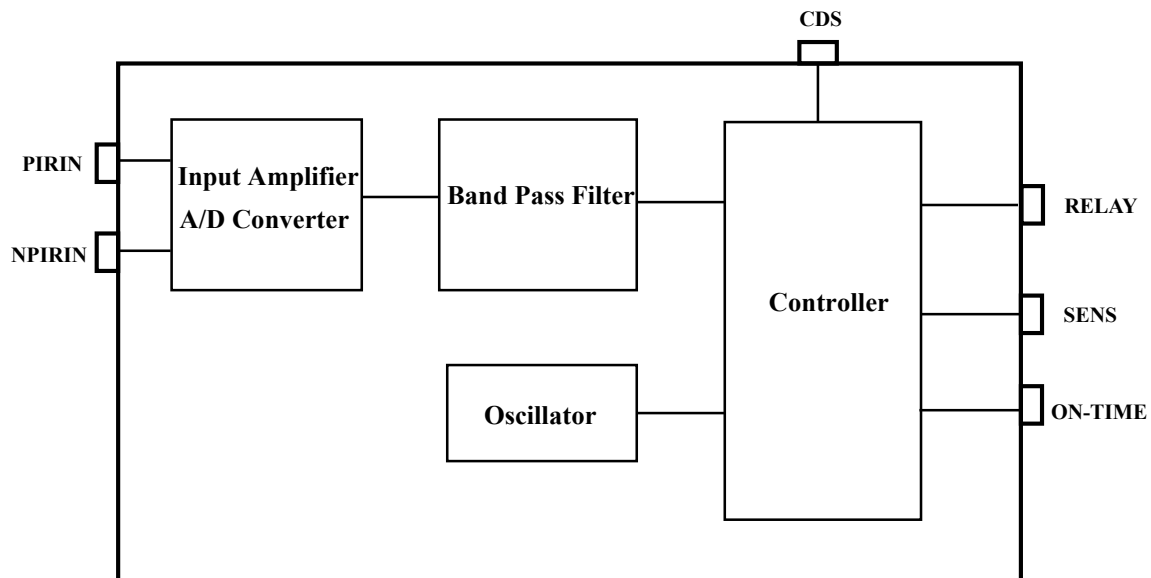 CDS
PIRIN
NPIRIN
Input Amplifier
A/D Converter
Band Pass Filter
Controller
Oscillator
RELAY
SENS
ON-TIME